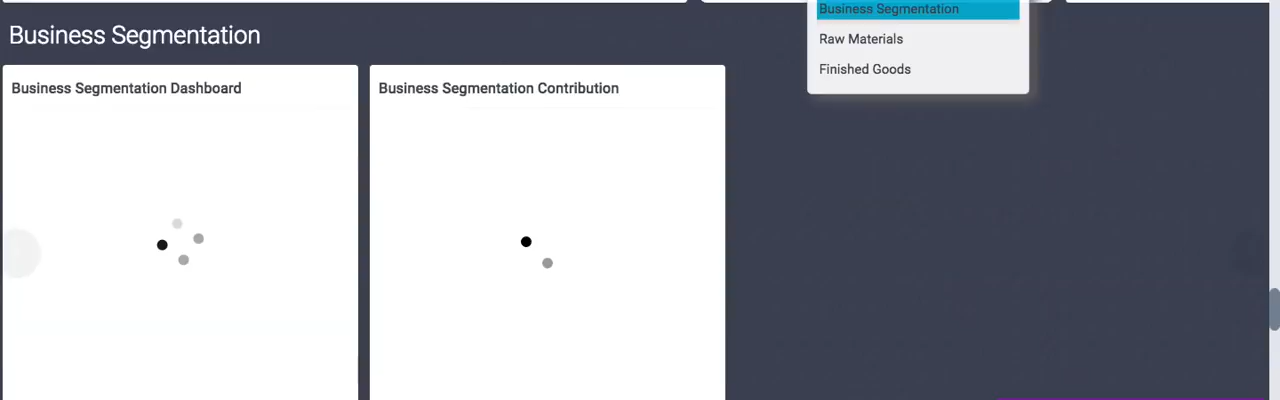 Business Segmentation
Raw Materials
Finished Goods
Business Segmentation
Business Segmentation Dashboard
Business Segmentation Contribution